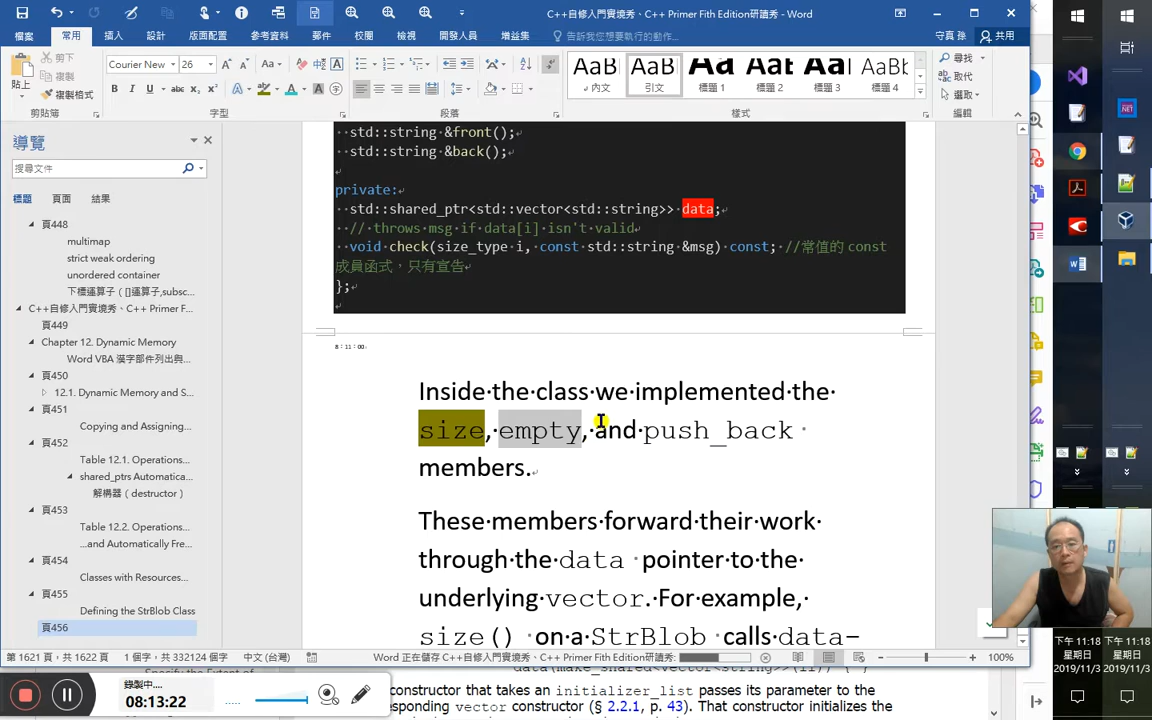 C++自修入門實境秀、C++ Primer Fith Edition研讀秀 - Word
檔案 常用 插入 設計 版面配置 參考資料 郵件 校閱 檢視 開發人員 增益集 告訴我您想要執行的動作... 守真 孫 共用
貼上 剪下 複製 複製格式
Courier New 26
AaBb AaBb AaB AaBb AaB AaBbC
內文 引文 標題 1 標題 2 標題 3 標題 4
尋找 取代 選取
剪貼簿 字型 段落 樣式 編輯
導覽
搜尋文件
標題 頁面 結果
頁448
multimap
strict weak ordering
unordered container
下標運算子（[]運算子,subsc...
C++自修入門實境秀、C++ Primer F...
頁449
Chapter 12. Dynamic Memory
Word VBA 漢字部件列出與...
頁450
12.1. Dynamic Memory and S...
頁451
Copying and Assigning...
頁452
Table 12.1. Operations...
shared_ptrs Automatica...
解構器（destructor）
頁453
Table 12.2. Operations...
...and Automatically Fre...
頁454
Classes with Resources...
頁455
Defining the StrBlob Class
頁456
std::string &front();
std::string &back();
private:
std::shared_ptr<std::vector<std::string>> data;
// throws msg if data[i] isn't valid
void check(size_type i, const std::string &msg) const; //常值的 const
成員函式，只有宣告
};
8：11：00
Inside the class we implemented the
size, empty, and push_back
members.
These members forward their work
through the data pointer to the
underlying vector. For example,
size() on a StrBlob calls data-
第 1621 頁，共 1622 頁 1 個字，共 332124 個字 中文 (台灣) Word 正在儲存 C++自修入門實境秀、C++ Primer Fifth Edition研讀秀: 100%
錄製中...
08:13:22
constructor that takes an initializer_list passes its parameter to the
vector constructor (§ 2.2.1, p. 43). That constructor initializes the
下午 11:18 下午 11:18
星期日 星期日
2019/11/3 2019/11/3